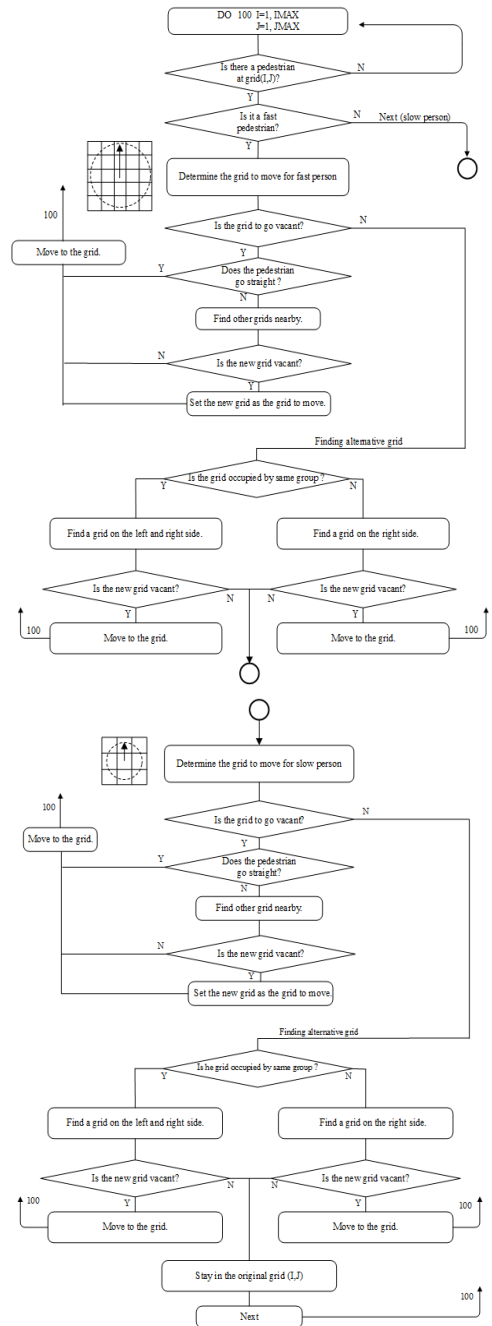 DO 100 I=1, IMAX
J=1, JMAX
Is there a pedestrian
at grid(I,J)?
N
Y
Is it a fast
pedestrian?
N
Next (slow person)
Y
Determine the grid to move for fast person
100
Is the grid to go vacant?
N
Move to the grid.
Y
Y
Does the pedestrian
go straight ?
N
Find other grids nearby.
N
Is the new grid vacant?
Y
Set the new grid as the grid to move.
Finding alternative grid
Is the grid occupied by same group ?
Y
N
Find a grid on the left and right side.
Find a grid on the right side.
Is the new grid vacant?
N
N
Is the new grid vacant?
Y
Y
100
Move to the grid.
Move to the grid.
100
Determine the grid to move for slow person
100
Is the grid to go vacant?
N
Move to the grid.
Y
Y
Does the pedestrian
go straight?
N
Find other grid nearby.
N
Is the new grid vacant?
Y
Set the new grid as the grid to move.
Finding alternative grid
Is he grid occupied by same group ?
Y
N
Find a grid on the left and right side.
Find a grid on the right side.
Is the new grid vacant?
N
N
Is the new grid vacant?
100
Y
Y
100
Move to the grid.
Move to the grid.
Stay in the original grid (I,J)
100
Next